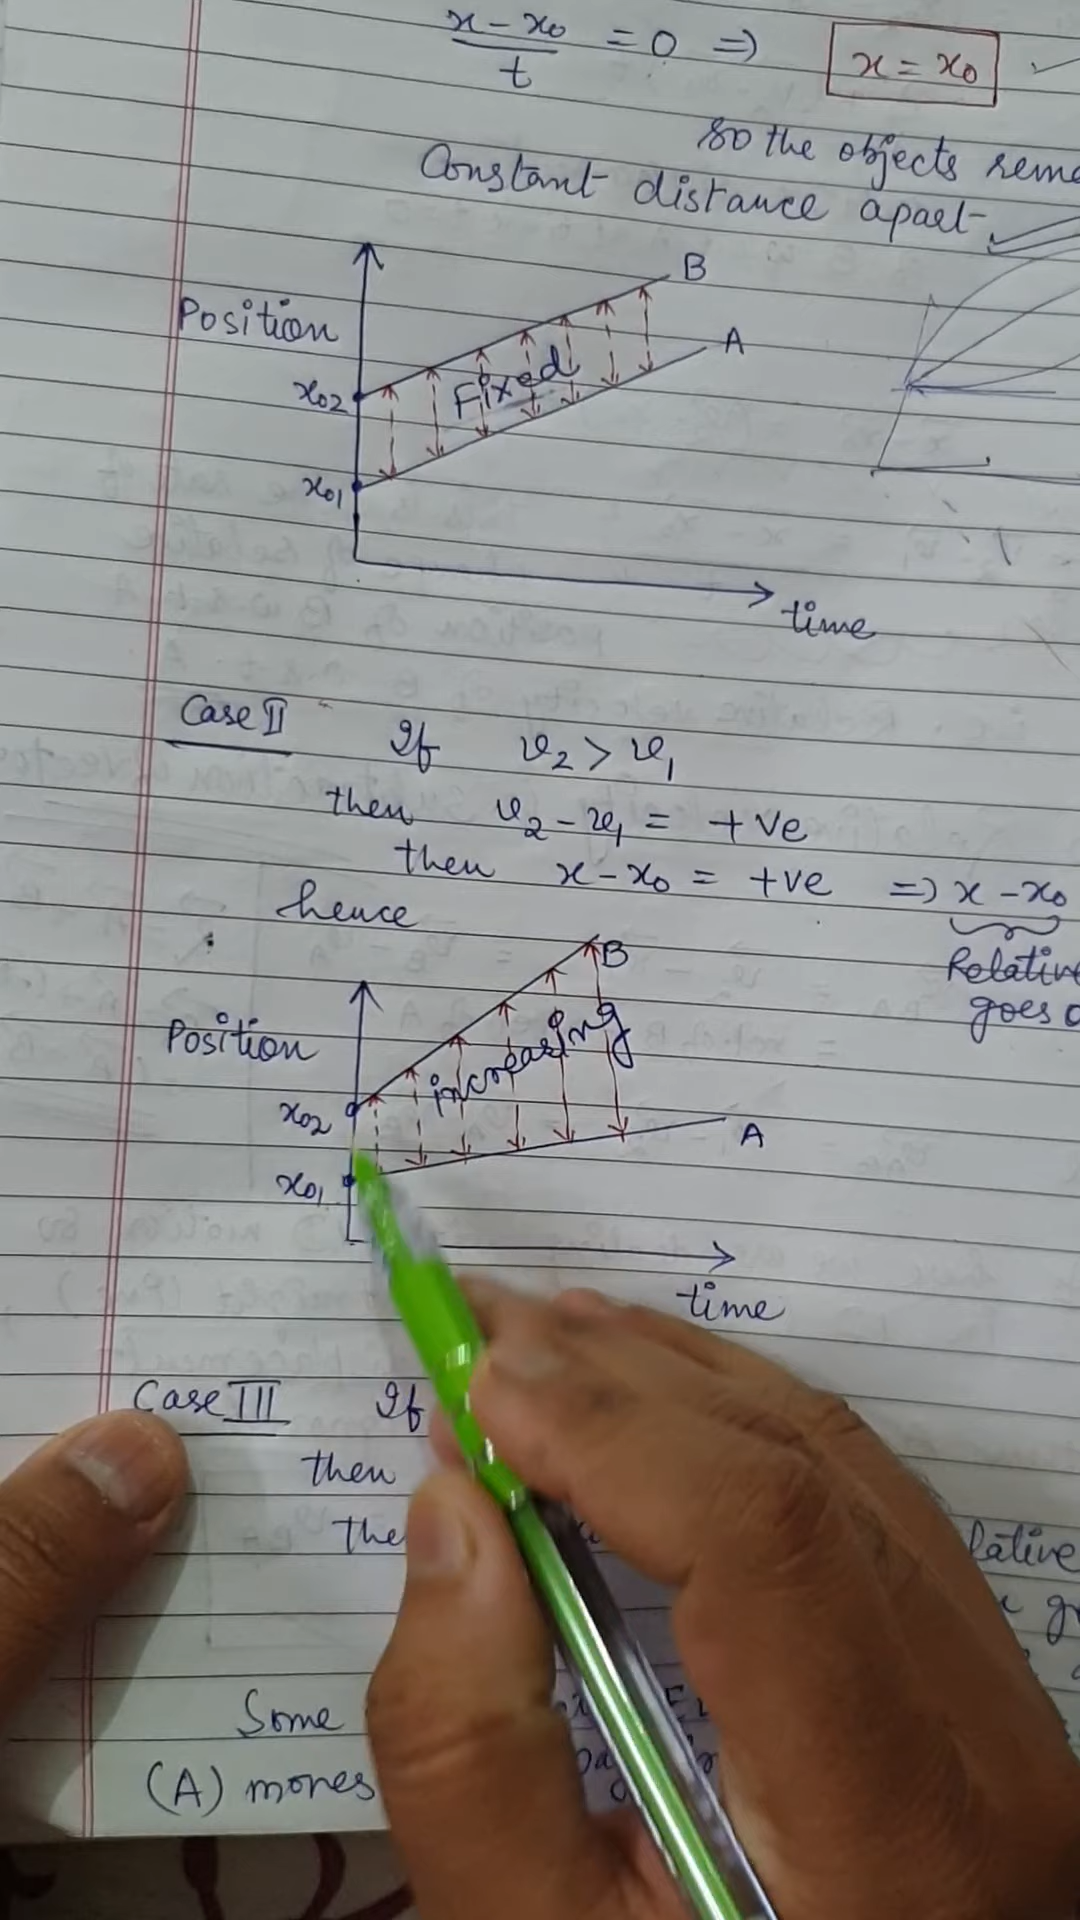 x - x₀ / t = 0 ⇒ x = x₀
so the objects
Constant distance apart
Position
B
A
Fixed
x₀₂
x₀₁
time
Case II If v₂ > v₁
then v₂ - v₁ = +ve
then x - x₀ = +ve ⇒ x - x₀
hence
Relative
goes
B
Position
increasing
x₀₂
A
x₀₁
time
Case III If
then
the
Some
(A) moves